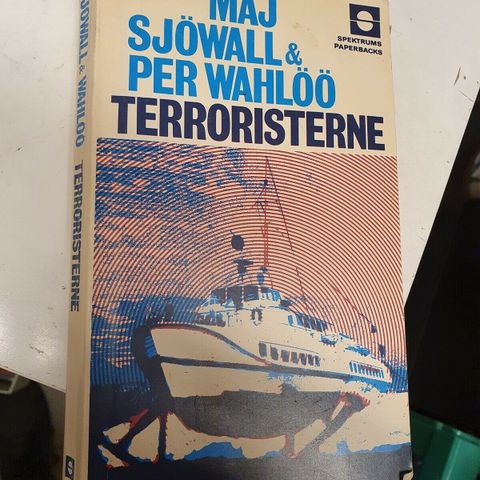 MAJ
SJÖWALL &
PER WAHLÖÖ
TERRORISTERNE
SPEKTRUMS
PAPERBACKS
SJÖWALL & WAHLÖÖ TERRORISTERNE